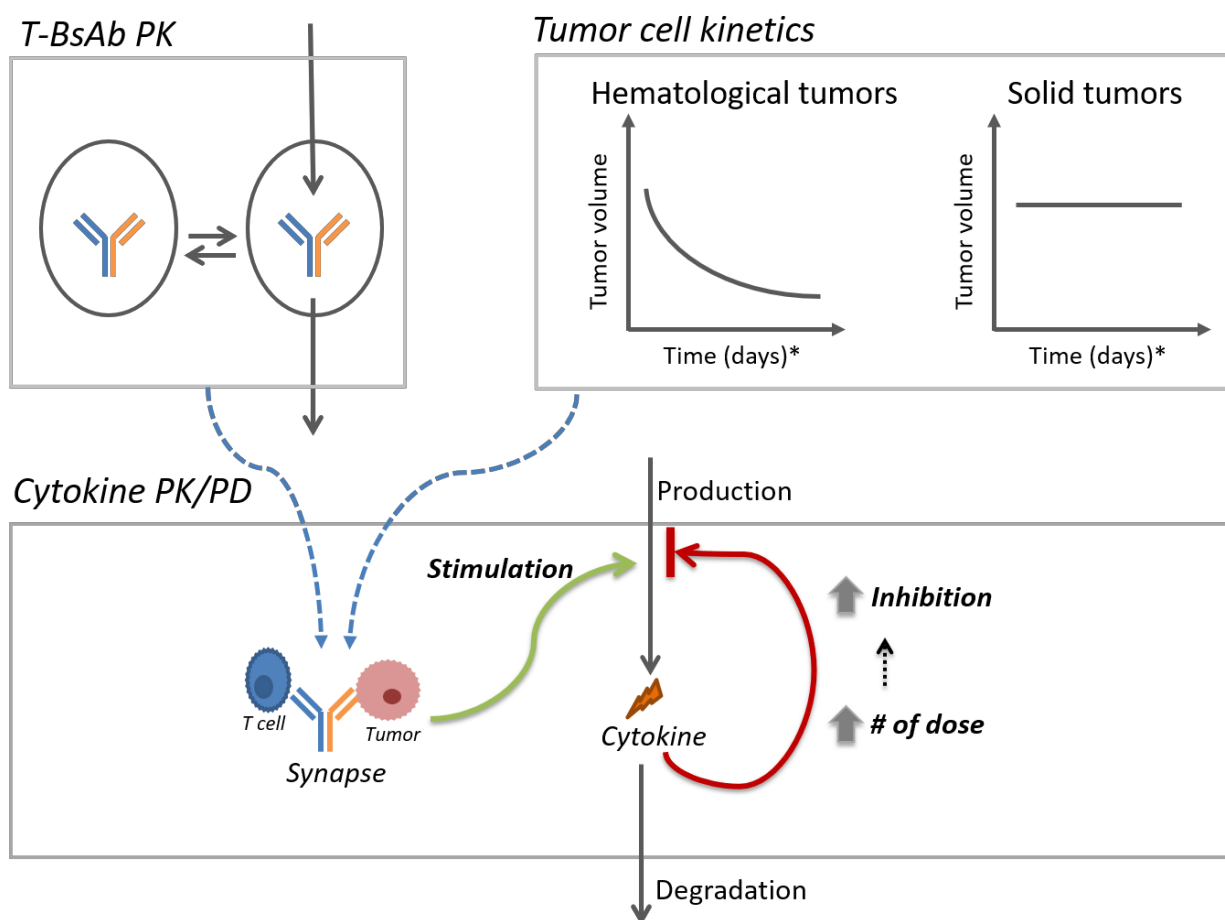 T-BsAb PK
Tumor cell kinetics
Hematological tumors
Solid tumors
Tumor volume
Time (days)*
Tumor volume
Time (days)*
Cytokine PK/PD
Production
Stimulation
Inhibition
# of dose
T cell
Tumor
Synapse
Cytokine
Degradation